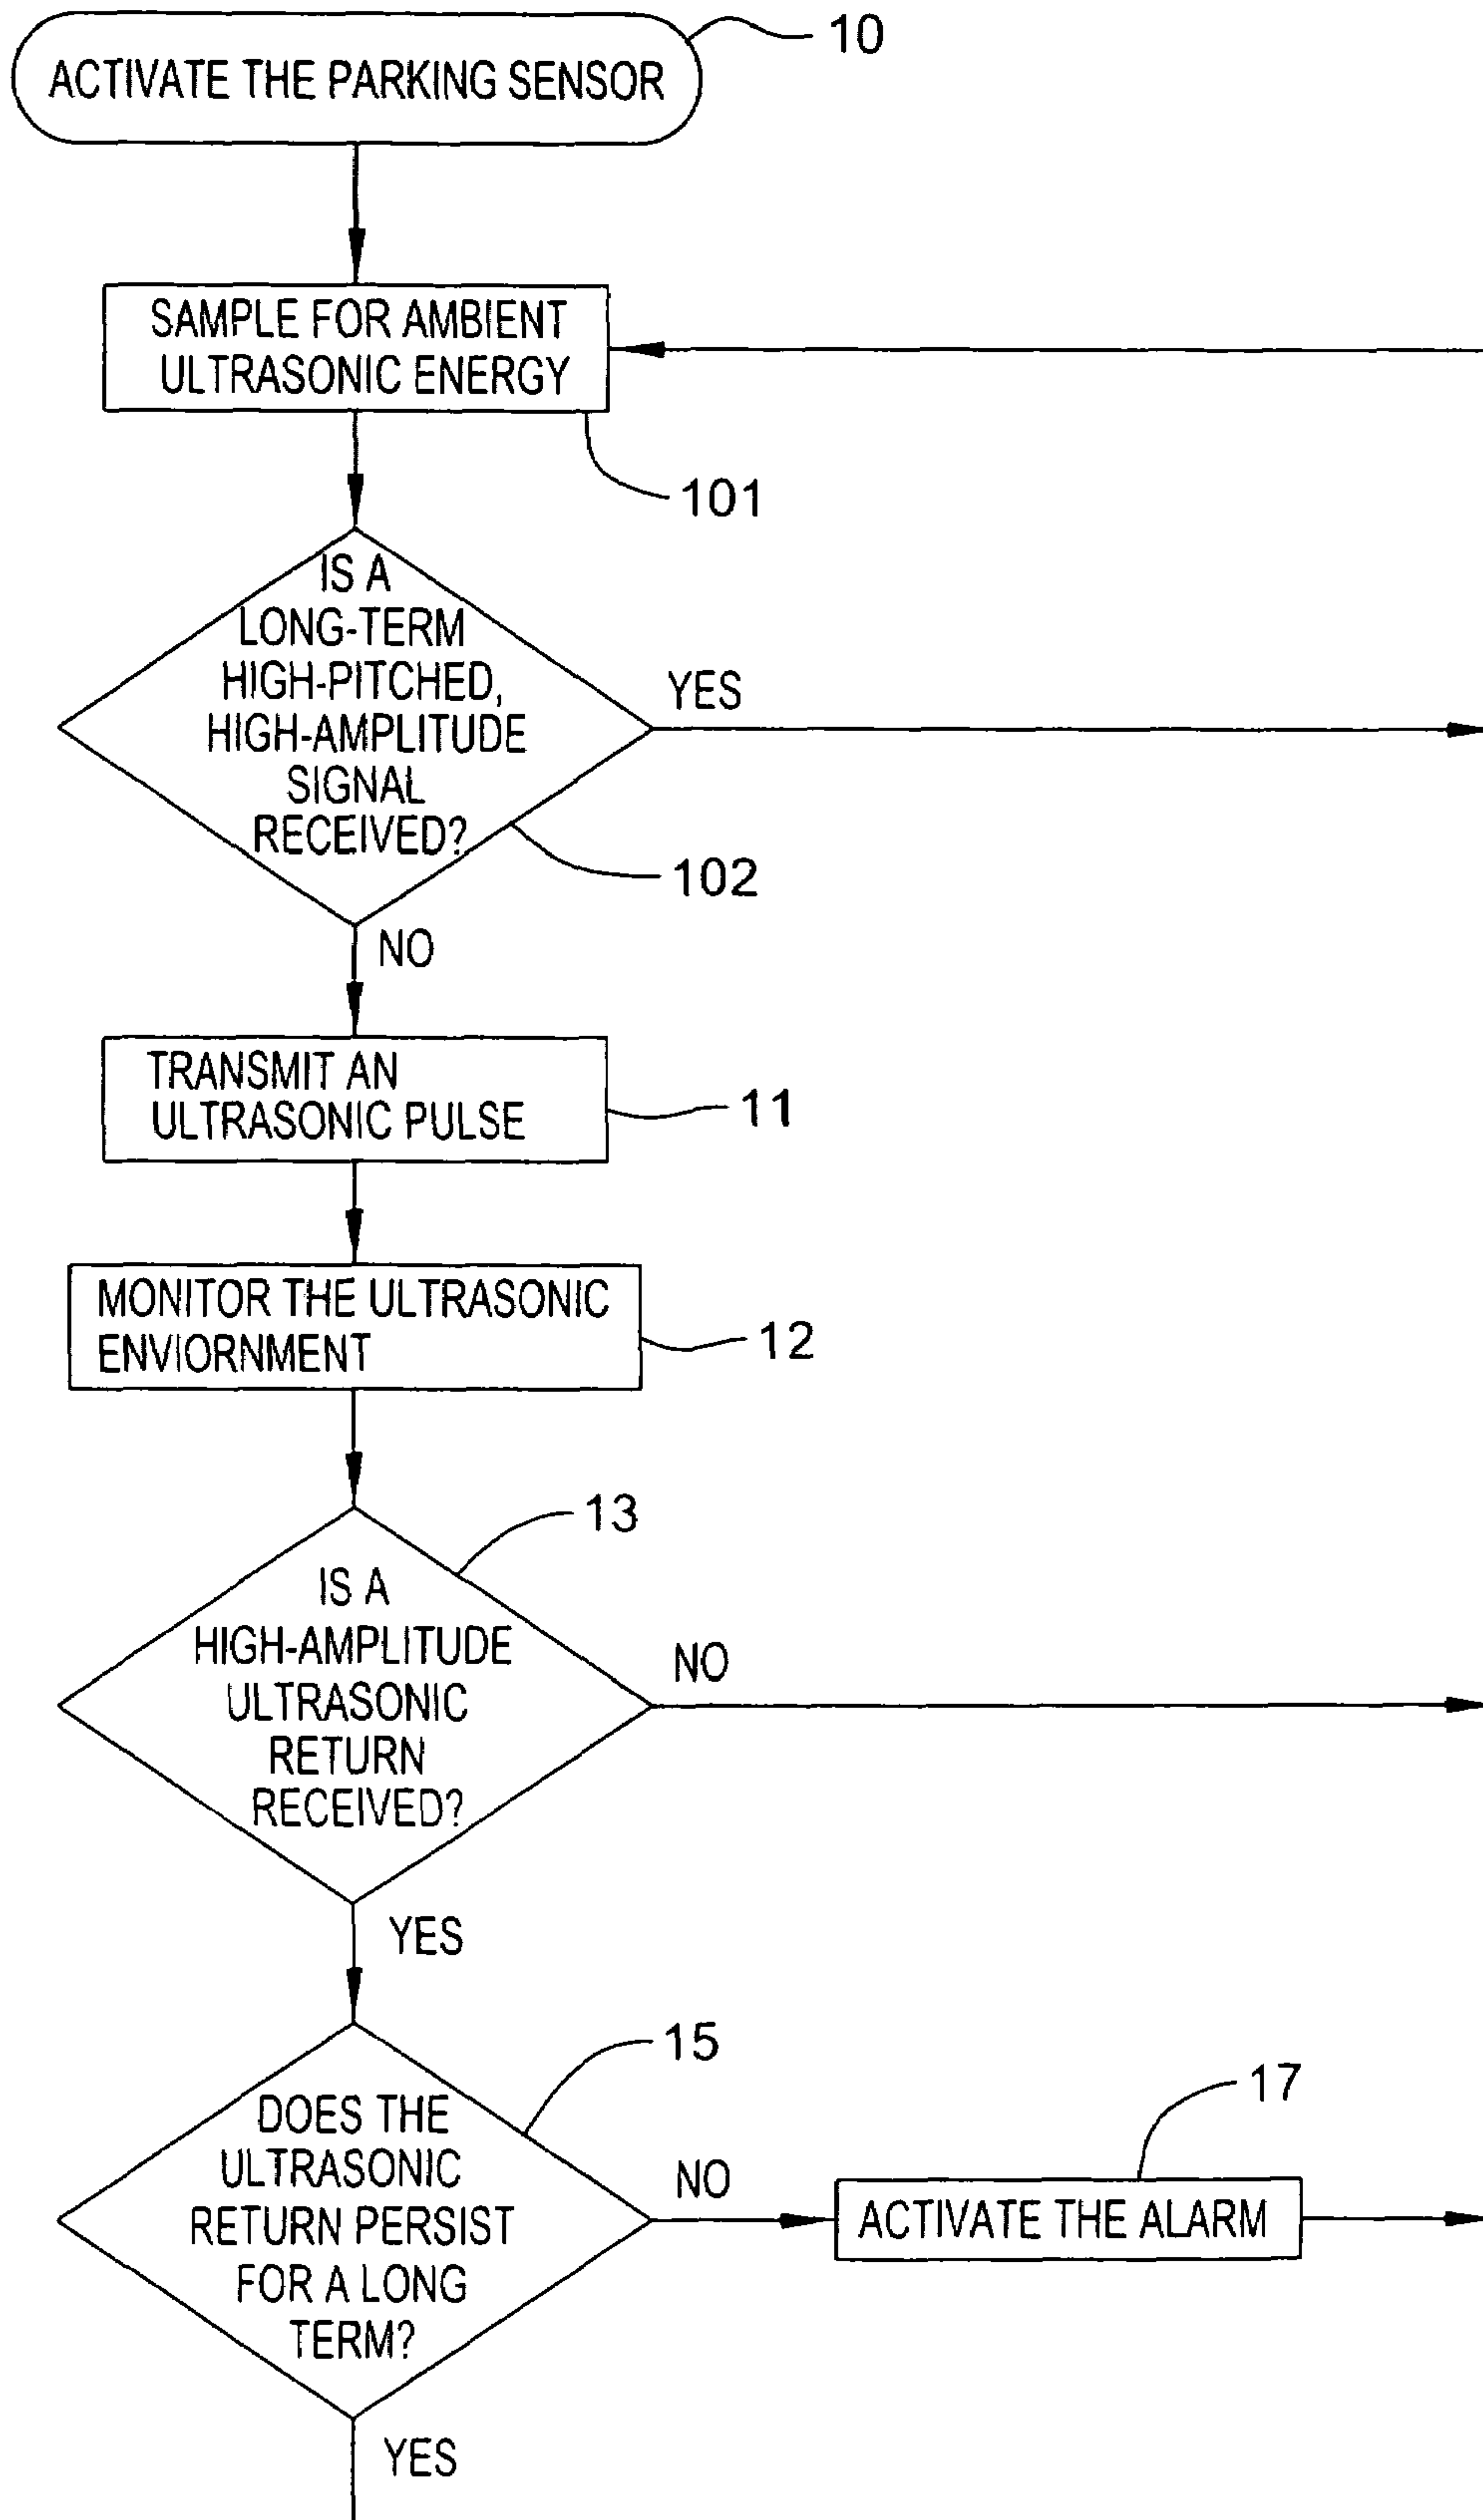 10
ACTIVATE THE PARKING SENSOR
SAMPLE FOR AMBIENT
ULTRASONIC ENERGY
101
IS A
LONG-TERM
HIGH-PITCHED,
HIGH-AMPLITUDE
SIGNAL
RECEIVED?
YES
102
NO
TRANSMIT AN
ULTRASONIC PULSE
11
MONITOR THE ULTRASONIC
ENVIORNMENT
12
13
IS A
HIGH-AMPLITUDE
ULTRASONIC
RETURN
RECEIVED?
NO
YES
15
DOES THE
ULTRASONIC
RETURN PERSIST
FOR A LONG
TERM?
NO
17
ACTIVATE THE ALARM
YES